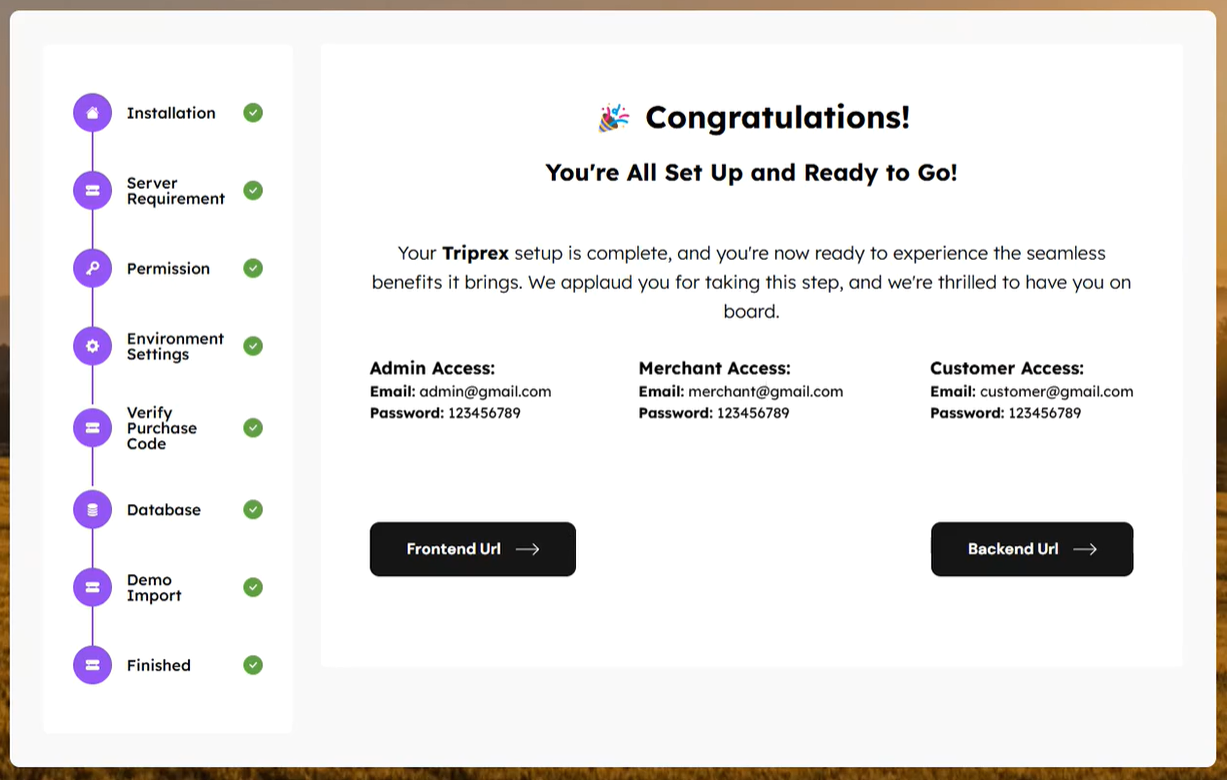 Installation
Server
Requirement
Permission
Environment
Settings
Verify
Purchase
Code
Database
Demo
Import
Finished
Congratulations!
You're All Set Up and Ready to Go!
Your Triprex setup is complete, and you're now ready to experience the seamless
benefits it brings. We applaud you for taking this step, and we're thrilled to have you on
board.
Admin Access:
Email: admin@gmail.com
Password: 123456789
Merchant Access:
Email: merchant@gmail.com
Password: 123456789
Customer Access:
Email: customer@gmail.com
Password: 123456789
Frontend Url
Backend Url